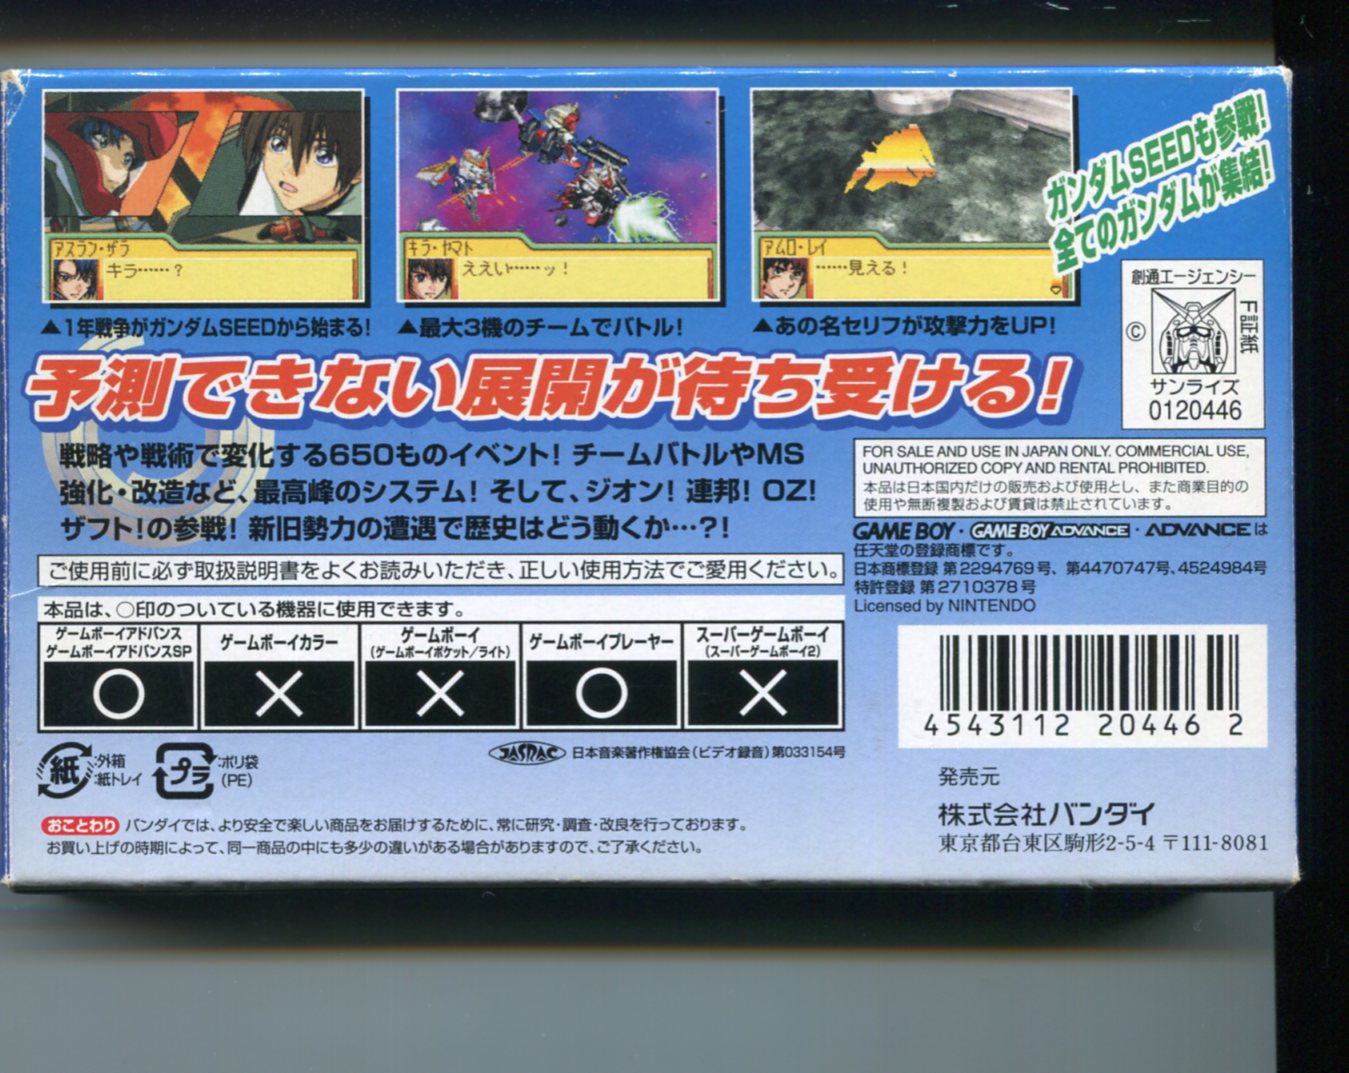 アスラン・ザラ
キラ……？
キラ・ヤマト
ええい……ッ！
アムロ・レイ
……見える！
ガンダムSEEDも参戦！
全てのガンダムが集結！
▲1年戦争がガンダムSEEDから始まる！
▲最大3機のチームでバトル！
▲あの名セリフが攻撃力をUP！
創通エージェンシー
©
F証紙
サンライズ
0120446
予測できない展開が待ち受ける！
戦略や戦術で変化する650ものイベント！チームバトルやMS
強化・改造など、最高峰のシステム！そして、ジオン！連邦！OZ！
ザフト！の参戦！新旧勢力の遭遇で歴史はどう動くか…？！
FOR SALE AND USE IN JAPAN ONLY. COMMERCIAL USE,
UNAUTHORIZED COPY AND RENTAL PROHIBITED.
本品は日本国内だけの販売および使用とし、また商業目的の
使用や無断複製および賃貸は禁止されています。
GAME BOY・GAME BOY ADVANCE・ADVANCEは
任天堂の登録商標です。
日本商標登録 第2294769号、第4470747号、4524984号
特許登録 第2710378号
Licensed by NINTENDO
ご使用前に必ず取扱説明書をよくお読みいただき、正しい使用方法でご愛用ください。
本品は、○印のついている機器に使用できます。
ゲームボーイアドバンス
ゲームボーイアドバンスSP
ゲームボーイカラー
ゲームボーイ
(ゲームボーイポケット／ライト)
ゲームボーイプレーヤー
スーパーゲームボーイ
(スーパーゲームボーイ2)
○ × × ○ ×
4543112 20446 2
紙
:外箱
:紙トレイ
プラ
:ポリ袋
(PE)
JASRAC 日本音楽著作権協会(ビデオ録音)第033154号
発売元
株式会社バンダイ
東京都台東区駒形2-5-4 〒111-8081
おことわり バンダイでは、より安全で楽しい商品をお届けするために、常に研究・調査・改良を行っております。
お買い上げの時期によって、同一商品の中にも多少の違いがある場合がありますので、ご了承ください。